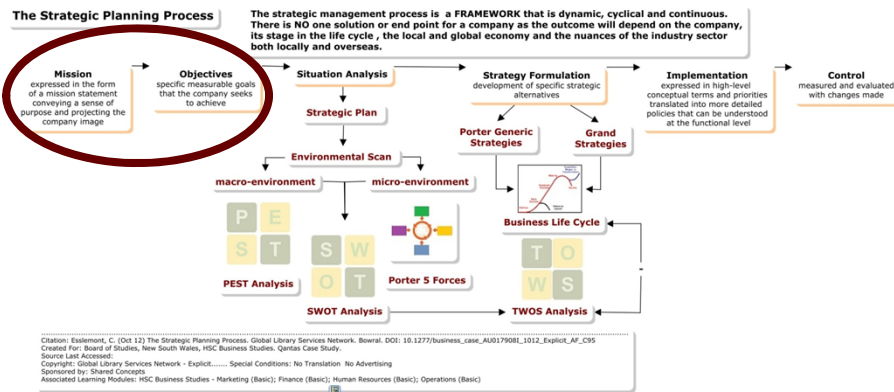 The Strategic Planning Process
The strategic management process is a FRAMEWORK that is dynamic, cyclical and continuous.
There is NO one solution or end point for a company as the outcome will depend on the company,
its stage in the life cycle , the local and global economy and the nuances of the industry sector
both locally and overseas.
Mission
expressed in the form
of a mission statement
conveying a sense of
purpose and projecting the
company image
Objectives
specific measurable goals
that the company seeks
to achieve
Situation Analysis
Strategy Formulation
development of specific strategic
alternatives
Implementation
expressed in high-level
conceptual terms and priorities
translated into more detailed
policies that can be understood
at the functional level
Control
measured and evaluated
with changes made
Strategic Plan
Porter Generic
Strategies
Grand
Strategies
Environmental Scan
macro-environment
micro-environment
Business Life Cycle
P E
S T
S W
O T
T O
W S
PEST Analysis
Porter 5 Forces
SWOT Analysis
TWOS Analysis
Citation: Esslemont, C. (Oct 12) The Strategic Planning Process. Global Library Services Network. Bowral. DOI: 10.1277/business_case_AU017908I_1012_Explicit_AF_C95
Created For: Board of Studies, New South Wales, HSC Business Studies. Qantas Case Study.
Source Last Accessed:
Copyright: Global Library Services Network - Explicit....... Special Conditions: No Translation No Advertising
Sponsored by: Shared Concepts
Associated Learning Modules: HSC Business Studies - Marketing (Basic); Finance (Basic); Human Resources (Basic); Operations (Basic)